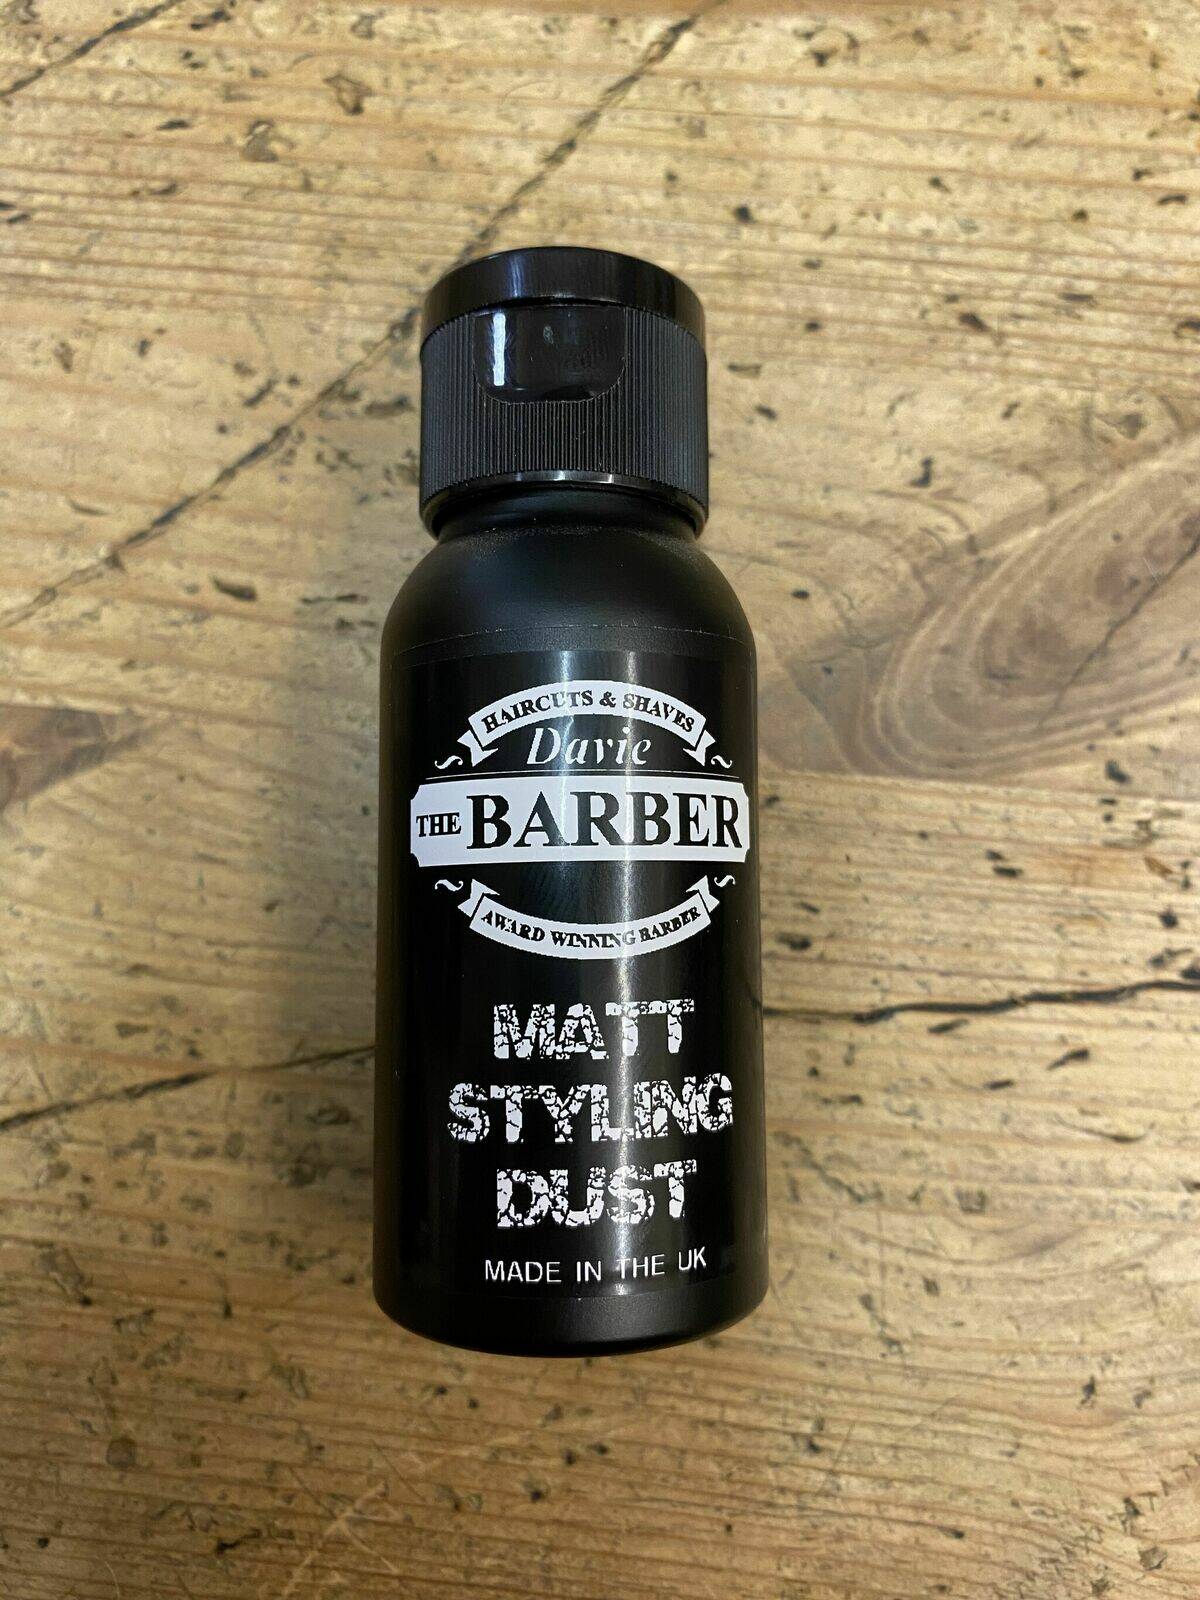 HAIRCUTS & SHAVES
Davie
THE BARBER
AWARD WINNING BARBER
MATT
STYLING
DUST
MADE IN THE UK